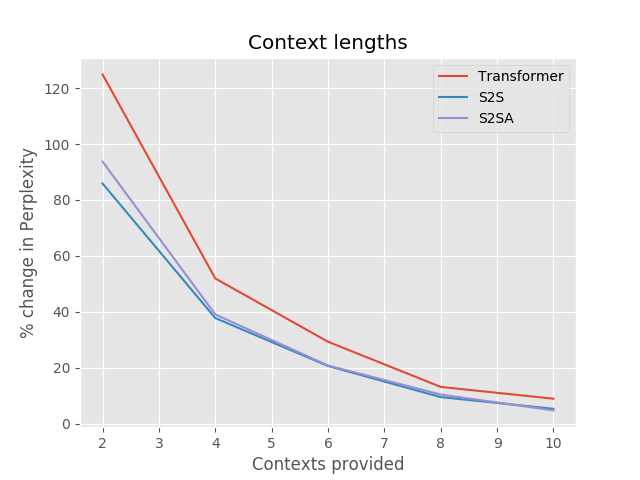 Context lengths
Transformer
S2S
S2SA
% change in Perplexity
120
100
80
60
40
20
0
2 3 4 5 6 7 8 9 10
Contexts provided